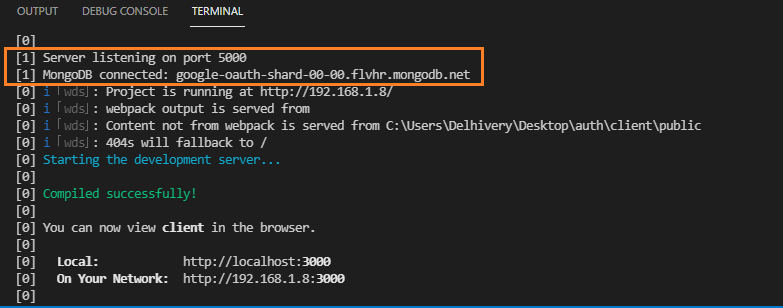 OUTPUT DEBUG CONSOLE TERMINAL
[0]
[1] Server listening on port 5000
[1] MongoDB connected: google-oauth-shard-00-00.flvhr.mongodb.net
[0] i ｢wds｣: Project is running at http://192.168.1.8/
[0] i ｢wds｣: webpack output is served from
[0] i ｢wds｣: Content not from webpack is served from C:\Users\Delhivery\Desktop\auth\client\public
[0] i ｢wds｣: 404s will fallback to /
[0] Starting the development server...
[0]
[0] Compiled successfully!
[0]
[0] You can now view client in the browser.
[0]
[0] Local: http://localhost:3000
[0] On Your Network: http://192.168.1.8:3000
[0]